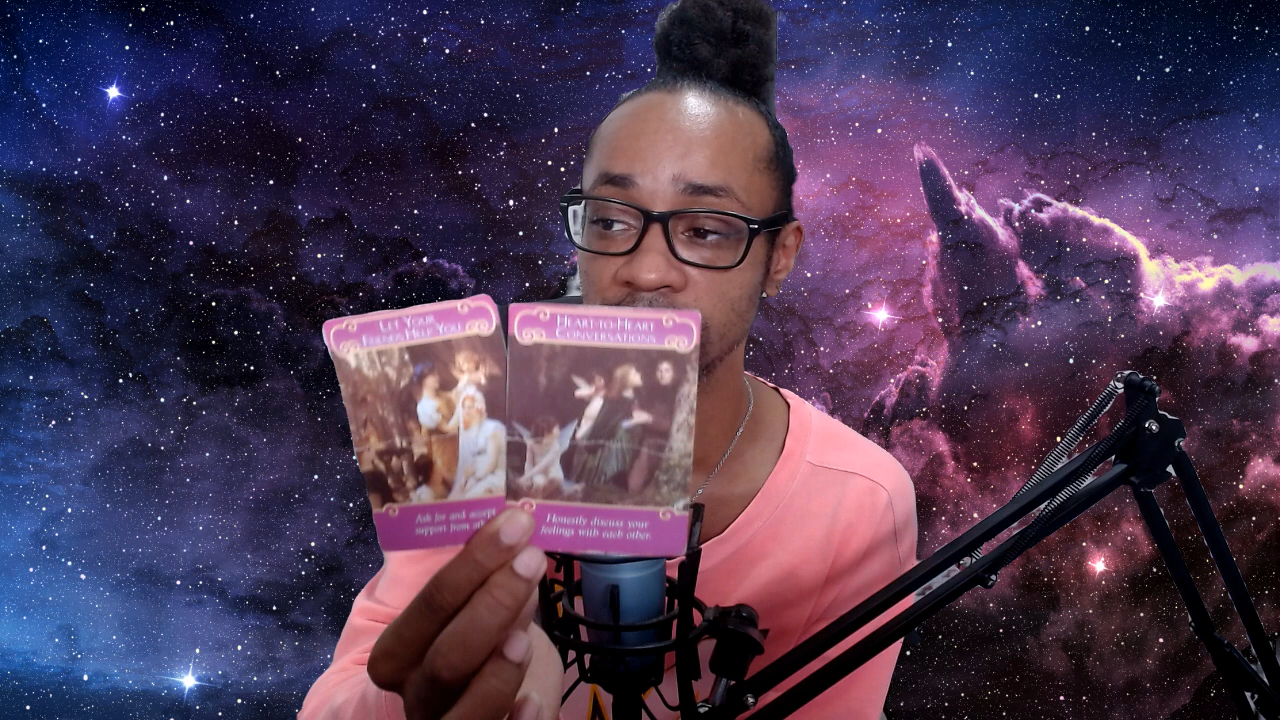 LET YOUR
FRIENDS HELP YOU
Ask for and accept
support from
HEART-TO-HEART
CONVERSATIONS
Honestly discuss your
feelings with each other.